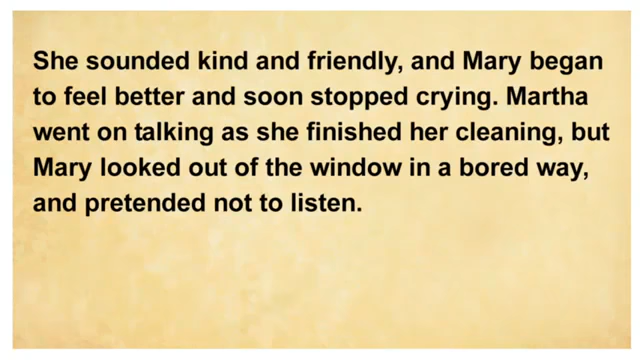 She sounded kind and friendly, and Mary began
to feel better and soon stopped crying. Martha
went on talking as she finished her cleaning, but
Mary looked out of the window in a bored way,
and pretended not to listen.